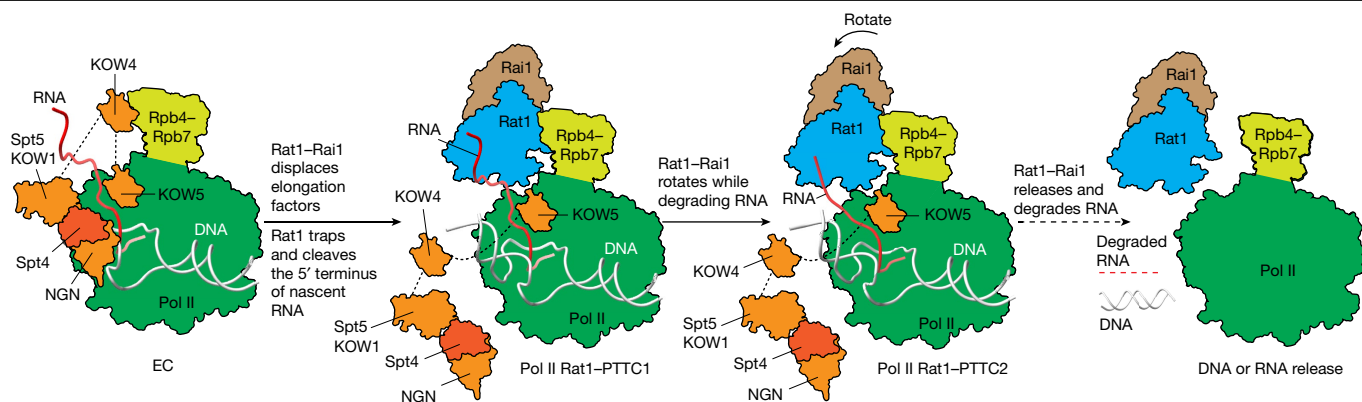 KOW4
RNA
Rpb4–
Rpb7
Spt5
KOW1
KOW5
DNA
Spt4
NGN
Pol II
EC
Rat1–Rai1
displaces
elongation
factors
Rat1 traps
and cleaves
the 5′ terminus
of nascent
RNA
Rai1
Rat1
RNA
Rpb4–
Rpb7
KOW4
KOW5
DNA
Spt5
KOW1
Pol II
Spt4
NGN
Pol II Rat1–PTTC1
Rat1–Rai1
rotates while
degrading RNA
Rotate
Rai1
Rat1
Rpb4–
Rpb7
RNA
KOW5
DNA
KOW4
Spt5
KOW1
Pol II
Spt4
NGN
Pol II Rat1–PTTC2
Rat1–Rai1
releases and
degrades RNA
Degraded
RNA
DNA
Rai1
Rat1
Rpb4–
Rpb7
Pol II
DNA or RNA release